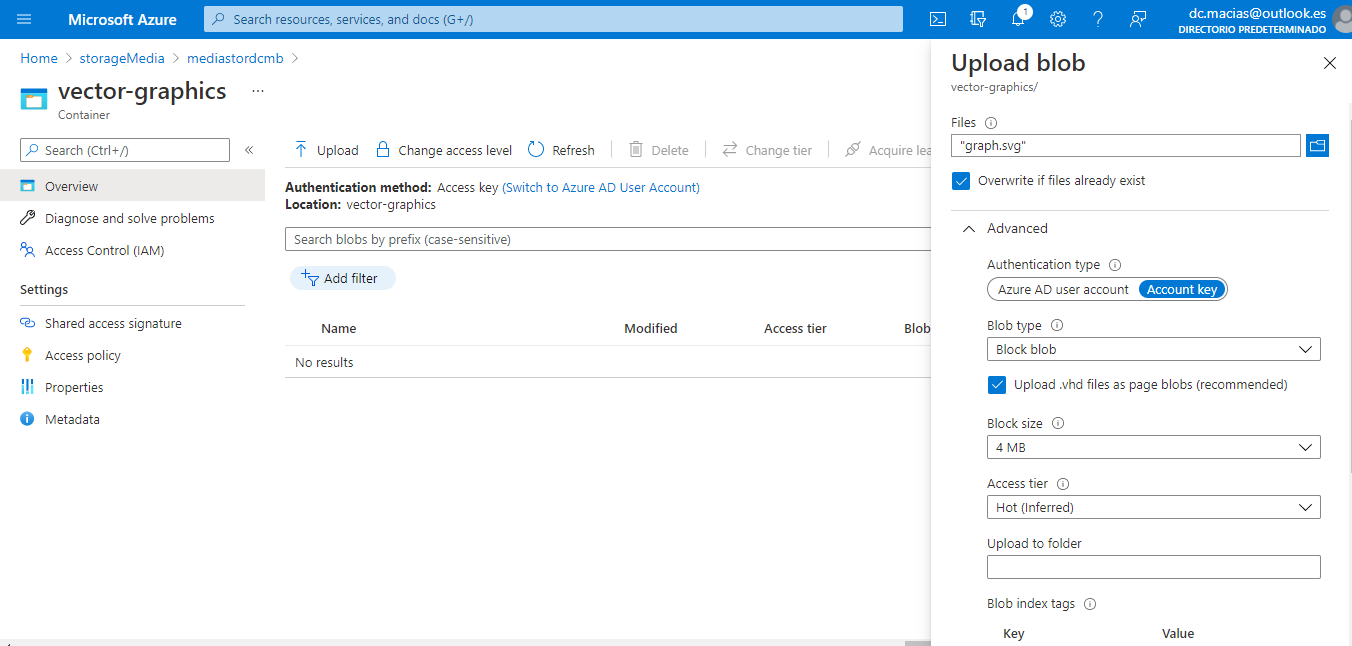 Microsoft Azure
Search resources, services, and docs (G+/)
1
dc.macias@outlook.es
DIRECTORIO PREDETERMINADO
Home > storageMedia > mediastordcmb >
vector-graphics ...
Container
Search (Ctrl+/)
«
Overview
Diagnose and solve problems
Access Control (IAM)
Settings
Shared access signature
Access policy
Properties
Metadata
Upload
Change access level
Refresh
Delete
Change tier
Acquire lea
Authentication method: Access key (Switch to Azure AD User Account)
Location: vector-graphics
Search blobs by prefix (case-sensitive)
Add filter
Name Modified Access tier Blob
No results
Upload blob
vector-graphics/
Files
"graph.svg"
Overwrite if files already exist
Advanced
Authentication type
Azure AD user account Account key
Blob type
Block blob
Upload .vhd files as page blobs (recommended)
Block size
4 MB
Access tier
Hot (Inferred)
Upload to folder
Blob index tags
Key Value